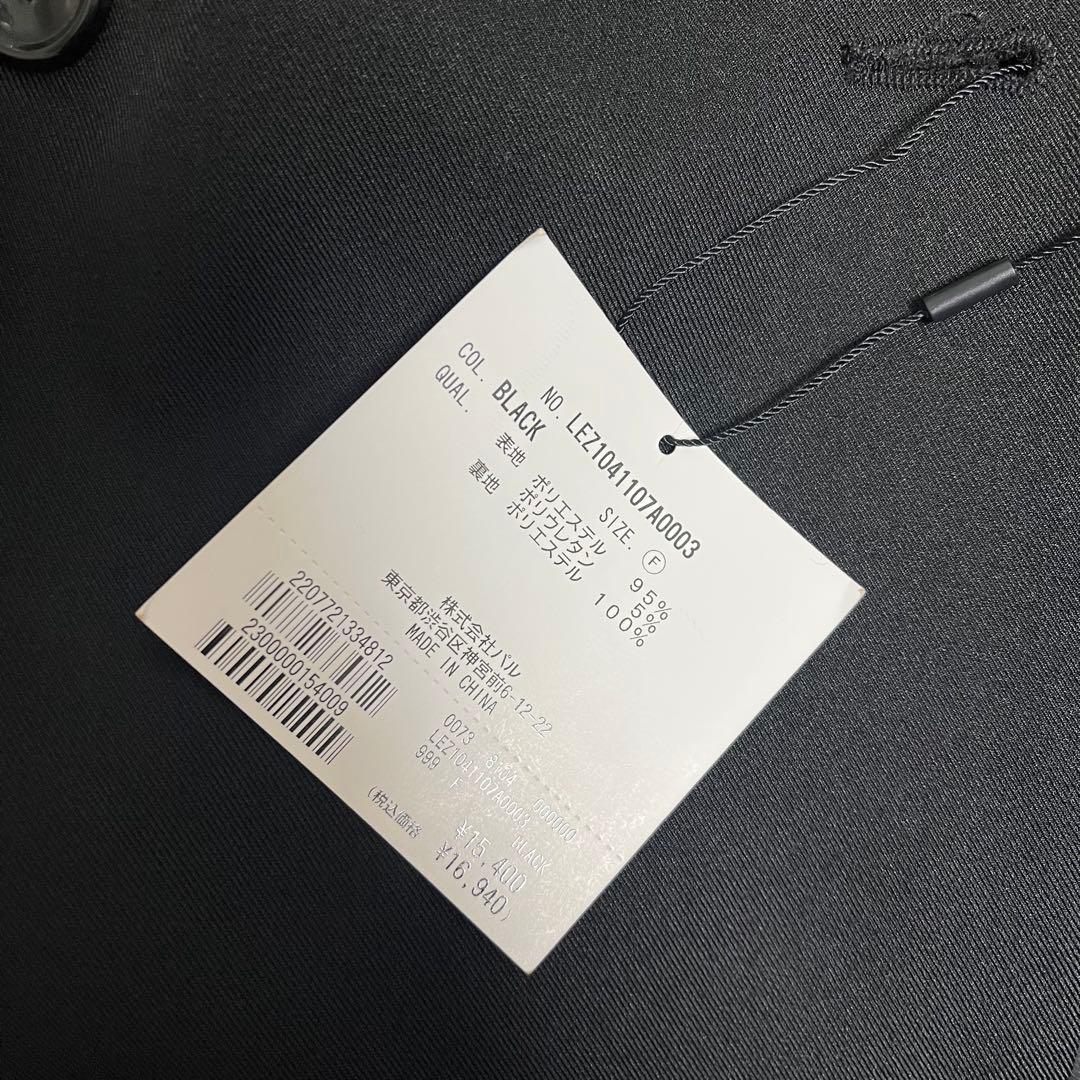 NO. LEZ1041107A0003
COL. BLACK SIZE. F
QUAL.
表地 ポリエステル 95%
ポリウレタン 5%
裏地 ポリエステル 100%
株式会社パル
東京都渋谷区神宮前6-12-22
MADE IN CHINA
2207721334812
2300000154009
0073 8104 000000
LEZ1041107A0003
999 F BLACK
¥15,400
(税込価格 ¥16,940)